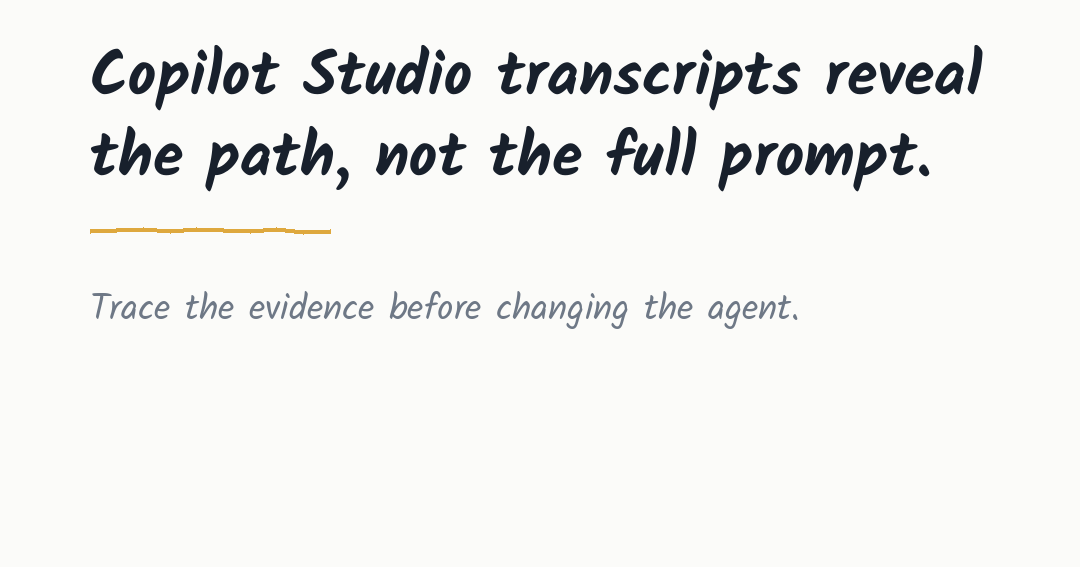 Copilot Studio transcripts reveal
the path, not the full prompt.
Trace the evidence before changing the agent.